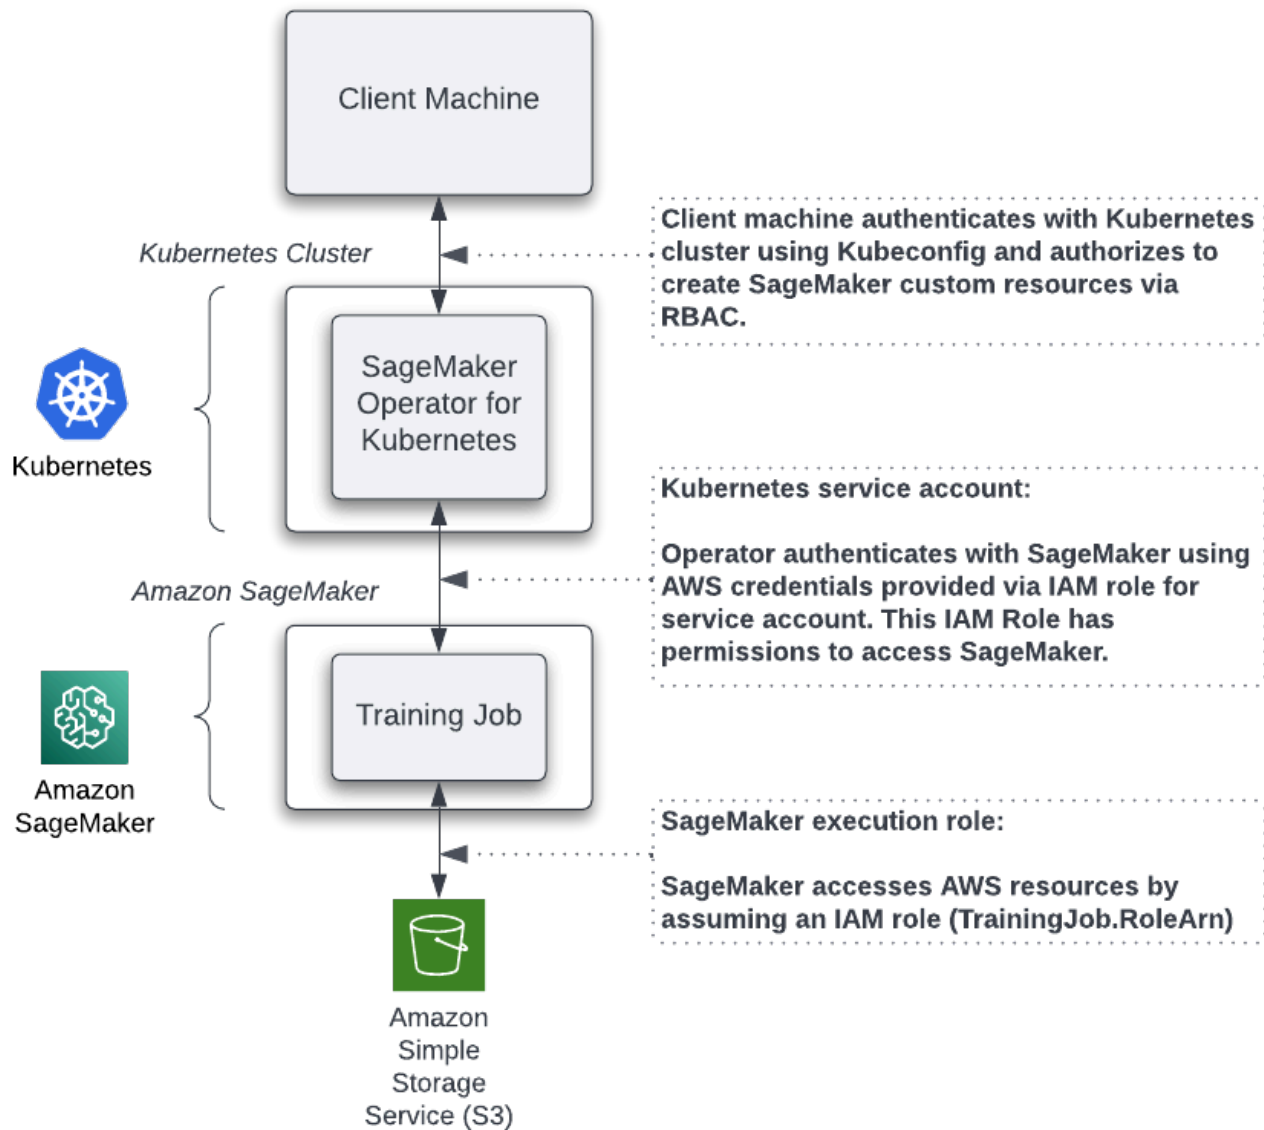 Client Machine
Client machine authenticates with Kubernetes
cluster using Kubeconfig and authorizes to
create SageMaker custom resources via
RBAC.
Kubernetes Cluster
SageMaker
Operator for
Kubernetes
Kubernetes
Kubernetes service account:
Operator authenticates with SageMaker using
AWS credentials provided via IAM role for
service account. This IAM Role has
permissions to access SageMaker.
Amazon SageMaker
Training Job
Amazon
SageMaker
SageMaker execution role:
SageMaker accesses AWS resources by
assuming an IAM role (TrainingJob.RoleArn)
Amazon
Simple
Storage
Service (S3)